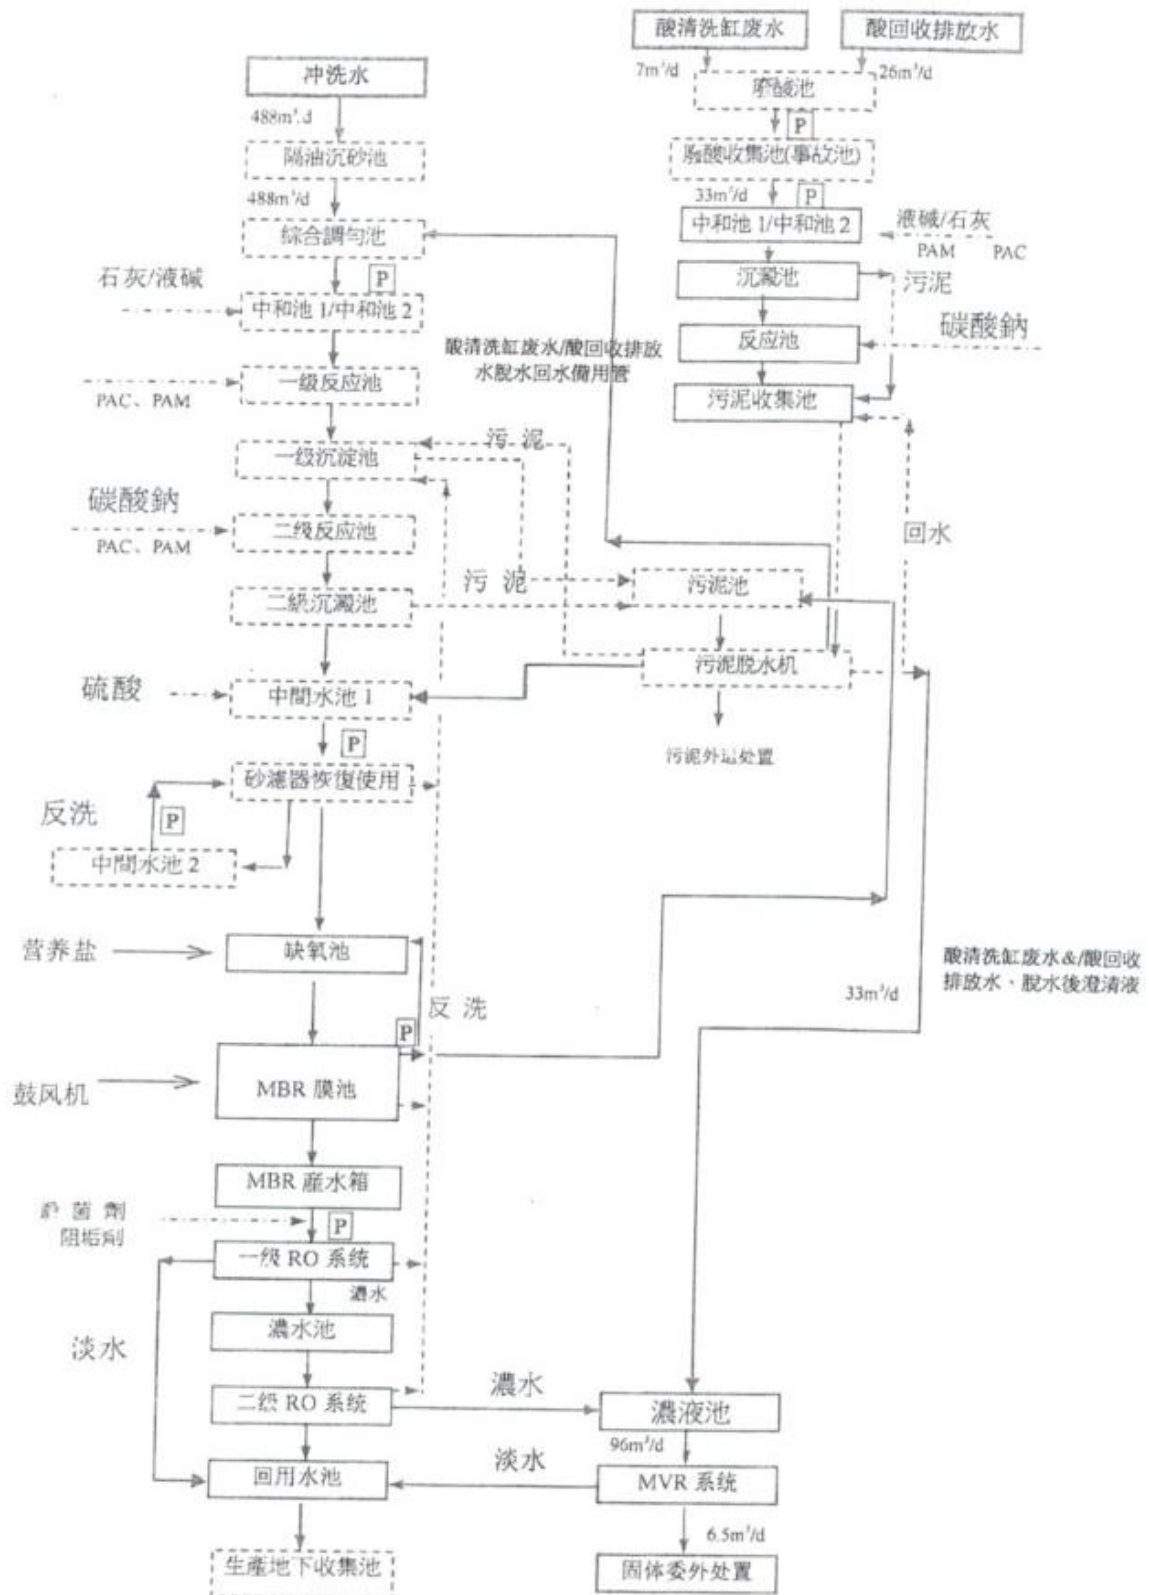 酸清洗缸废水
酸回收排放水
7m³/d
26m³/d
冲洗水
488m³.d
P
隔油沉砂池
(事故池)
488m³/d
33m³/d
P
中和池 1/中和池 2
液碱/石灰
PAM
PAC
綜合調匀池
P
沉澱池
污泥
石灰/液碱
中和池 1/中和池 2
反应池
碳酸鈉
酸清洗缸废水/酸回收排放
水脫水回水備用管
一级反应池
PAC、PAM
污泥收集池
污 泥
一级沉淀池
碳酸鈉
PAC、PAM
二级反应池
回水
污 泥
污泥池
二級沉澱池
污泥脱水机
硫酸
中間水池 1
P
污泥外运处置
砂濾器恢復使用
反洗
P
中間水池 2
营养盐
缺氧池
酸清洗缸废水&/酸回收
排放水、脫水後澄清液
33m³/d
反 洗
P
MBR 膜池
鼓风机
MBR 産水箱
菌 劑
阻垢劑
P
一级 RO 系统
濃水
濃水池
淡水
二级 RO 系统
濃水
濃液池
96m³/d
淡水
回用水池
MVR 系统
6.5m³/d
生產地下收集池
固体委外处置